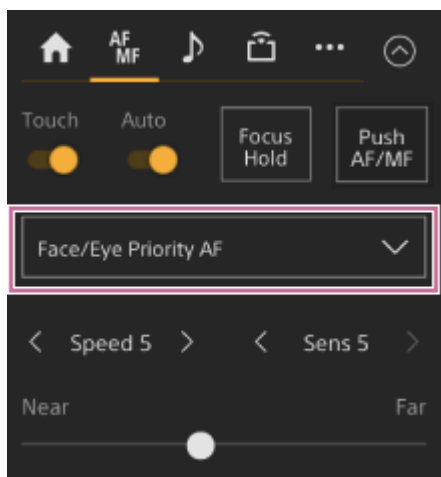 AF
MF
Touch
Auto
Focus
Hold
Push
AF/MF
Face/Eye Priority AF
Speed 5
Sens 5
Near
Far